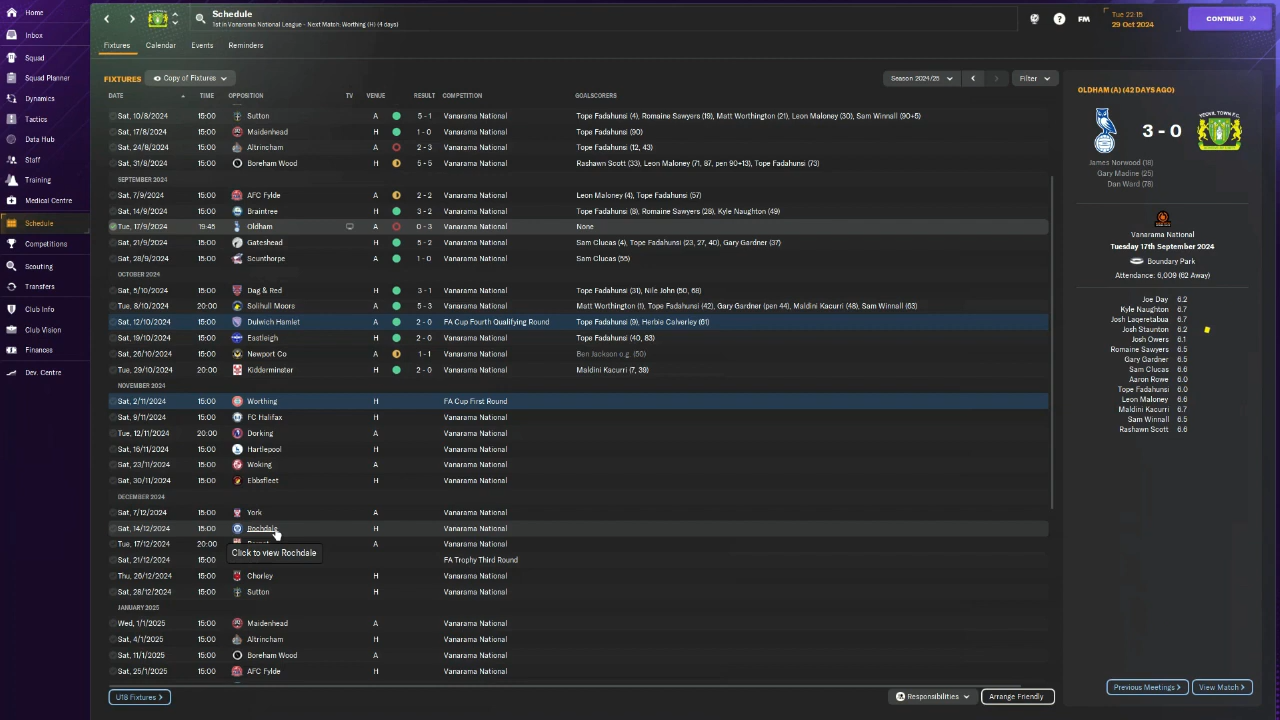 Home
Inbox
Squad
Squad Planner
Dynamics
Tactics
Data Hub
Staff
Training
Medical Centre
Schedule
Competitions
Scouting
Transfers
Club Info
Club Vision
Finances
Dev. Centre
Schedule
1st in Vanarama National League - Next Match: Worthing (H) (4 days)
FM
Tue 22:15
29 Oct 2024
CONTINUE
Fixtures Calendar Events Reminders
FIXTURES Copy of Fixtures Season 2024/25 Filter
DATE TIME OPPOSITION TV VENUE RESULT COMPETITION GOALSCORERS
Sat, 10/8/2024 15:00 Sutton A 5 - 1 Vanarama National Tope Fadahunsi (4), Romaine Sawyers (19), Matt Worthington (21), Leon Maloney (30), Sam Winnall (90+5)
Sat, 17/8/2024 15:00 Maidenhead H 1 - 0 Vanarama National Tope Fadahunsi (90)
Sat, 24/8/2024 15:00 Altrincham A 2 - 3 Vanarama National Tope Fadahunsi (12, 43)
Sat, 31/8/2024 15:00 Boreham Wood H 5 - 5 Vanarama National Rashawn Scott (33), Leon Maloney (71, 87, pen 90+13), Tope Fadahunsi (73)
SEPTEMBER 2024
Sat, 7/9/2024 15:00 AFC Fylde A 2 - 2 Vanarama National Leon Maloney (4), Tope Fadahunsi (57)
Sat, 14/9/2024 15:00 Braintree H 3 - 2 Vanarama National Tope Fadahunsi (8), Romaine Sawyers (28), Kyle Naughton (49)
Tue, 17/9/2024 19:45 Oldham A 0 - 3 Vanarama National None
Sat, 21/9/2024 15:00 Gateshead H 5 - 2 Vanarama National Sam Clucas (4), Tope Fadahunsi (23, 27, 40), Gary Gardner (37)
Sat, 28/9/2024 15:00 Scunthorpe A 1 - 0 Vanarama National Sam Clucas (55)
OCTOBER 2024
Sat, 5/10/2024 15:00 Dag & Red H 3 - 1 Vanarama National Tope Fadahunsi (31), Nile John (50, 68)
Tue, 8/10/2024 20:00 Solihull Moors A 5 - 3 Vanarama National Matt Worthington (1), Tope Fadahunsi (42), Gary Gardner (pen 44), Maldini Kacurri (48), Sam Winnall (63)
Sat, 12/10/2024 15:00 Dulwich Hamlet A 2 - 0 FA Cup Fourth Qualifying Round Tope Fadahunsi (9), Herbie Calverley (61)
Sat, 19/10/2024 15:00 Eastleigh H 2 - 0 Vanarama National Tope Fadahunsi (40, 83)
Sat, 26/10/2024 15:00 Newport Co A 1 - 1 Vanarama National Ben Jackson o.g. (50)
Tue, 29/10/2024 20:00 Kidderminster H 2 - 0 Vanarama National Maldini Kacurri (7, 39)
NOVEMBER 2024
Sat, 2/11/2024 15:00 Worthing H FA Cup First Round
Sat, 9/11/2024 15:00 FC Halifax H Vanarama National
Tue, 12/11/2024 20:00 Dorking A Vanarama National
Sat, 16/11/2024 15:00 Hartlepool H Vanarama National
Sat, 23/11/2024 15:00 Woking A Vanarama National
Sat, 30/11/2024 15:00 Ebbsfleet H Vanarama National
DECEMBER 2024
Sat, 7/12/2024 15:00 York A Vanarama National
Sat, 14/12/2024 15:00 Rochdale H Vanarama National
Tue, 17/12/2024 20:00 A Vanarama National
Click to view Rochdale
Sat, 21/12/2024 15:00 FA Trophy Third Round
Thu, 26/12/2024 15:00 Chorley H Vanarama National
Sat, 28/12/2024 15:00 Sutton H Vanarama National
JANUARY 2025
Wed, 1/1/2025 15:00 Maidenhead A Vanarama National
Sat, 4/1/2025 15:00 Altrincham H Vanarama National
Sat, 11/1/2025 15:00 Boreham Wood A Vanarama National
Sat, 25/1/2025 15:00 AFC Fylde H Vanarama National
U18 Fixtures > Responsibilities Arrange Friendly
OLDHAM (A) (42 DAYS AGO)
3 - 0
YEOVIL TOWN F.C.
James Norwood (18)
Gary Madine (25)
Dan Ward (78)
Vanarama National
Tuesday 17th September 2024
Boundary Park
Attendance: 6,009 (62 Away)
Joe Day 6.2
Kyle Naughton 6.7
Josh Laqeretabua 6.7
Josh Staunton 6.2
Josh Owers 6.1
Romaine Sawyers 6.5
Gary Gardner 6.5
Sam Clucas 6.6
Aaron Rowe 6.0
Tope Fadahunsi 6.0
Leon Maloney 6.6
Maldini Kacurri 6.7
Sam Winnall 6.5
Rashawn Scott 6.6
Previous Meetings > View Match >